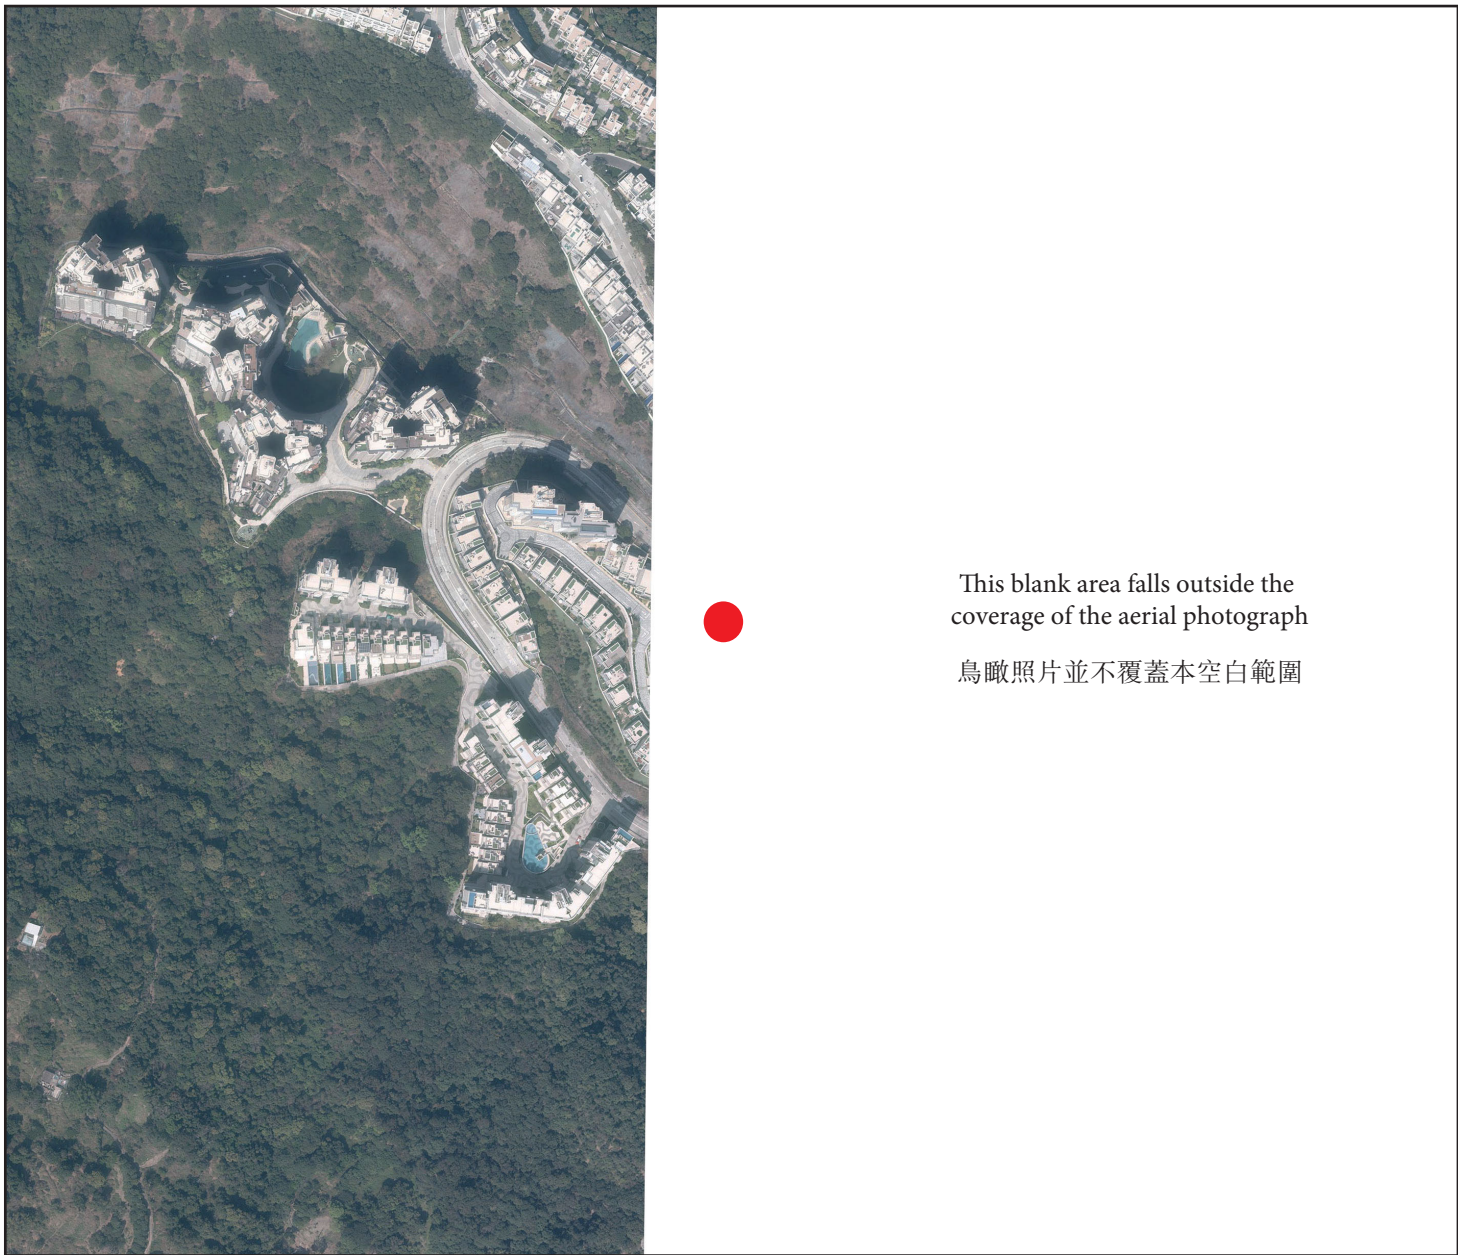 This blank area falls outside the
coverage of the aerial photograph
鳥瞰照片並不覆蓋本空白範圍